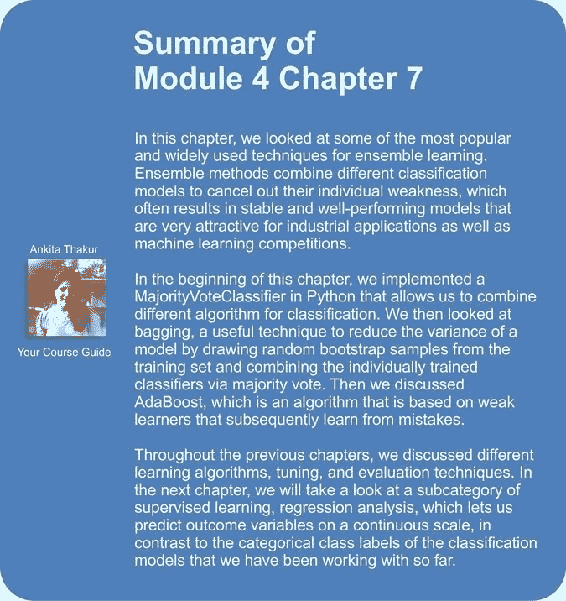 Summary of
Module 4 Chapter 7
In this chapter, we looked at some of the most popular
and widely used techniques for ensemble learning.
Ensemble methods combine different classification
models to cancel out their individual weakness, which
often results in stable and well-performing models that
are very attractive for industrial applications as well as
machine learning competitions.
Ankita Thakur
Your Course Guide
In the beginning of this chapter, we implemented a
MajorityVoteClassifier in Python that allows us to combine
different algorithm for classification. We then looked at
bagging, a useful technique to reduce the variance of a
model by drawing random bootstrap samples from the
training set and combining the individually trained
classifiers via majority vote. Then we discussed
AdaBoost, which is an algorithm that is based on weak
learners that subsequently learn from mistakes.
Throughout the previous chapters, we discussed different
learning algorithms, tuning, and evaluation techniques. In
the next chapter, we will take a look at a subcategory of
supervised learning, regression analysis, which lets us
predict outcome variables on a continuous scale, in
contrast to the categorical class labels of the classification
models that we have been working with so far.